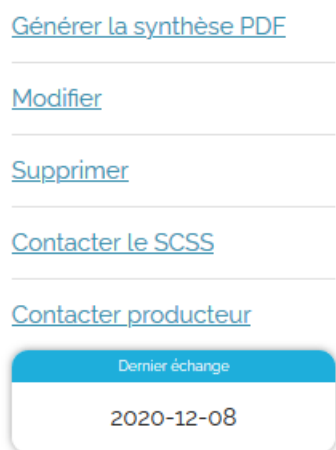 Générer la synthèse PDF
Modifier
Supprimer
Contacter le SCSS
Contacter producteur
Dernier échange
2020-12-08